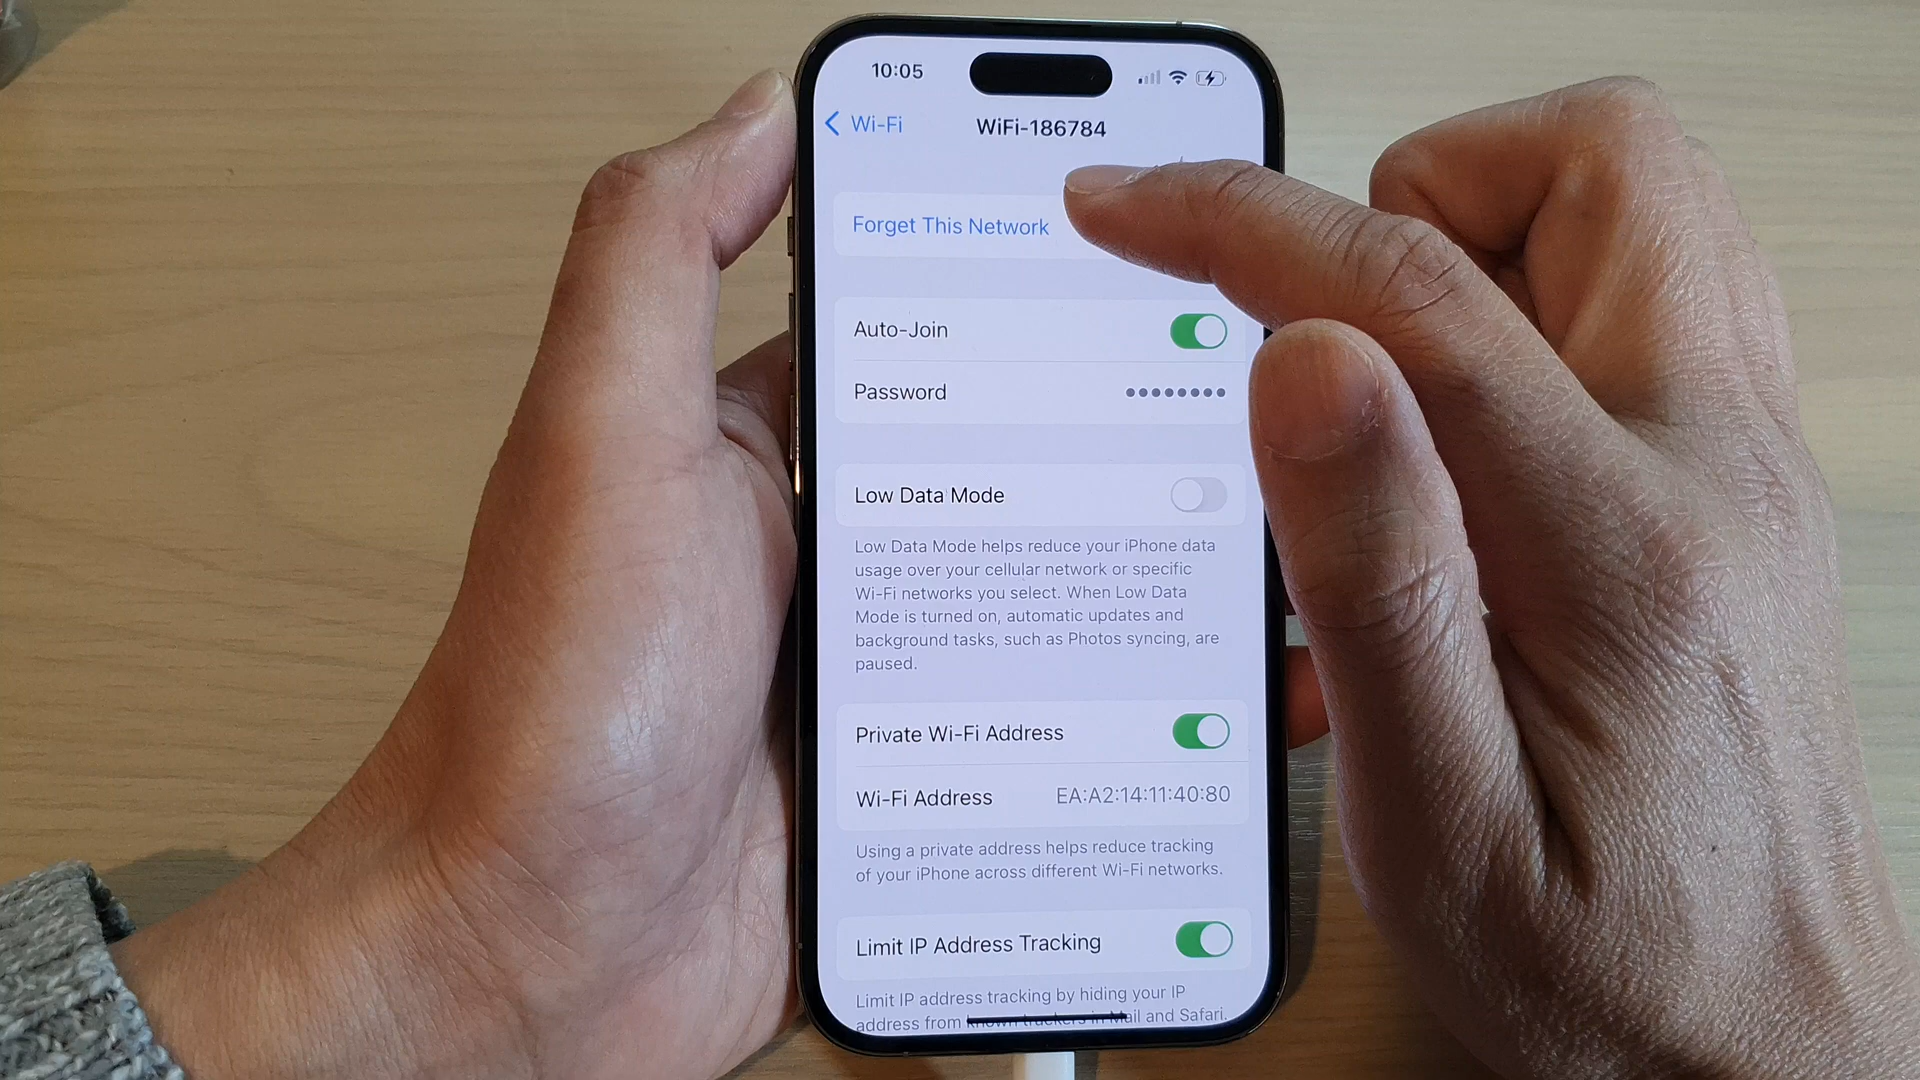 10:05
Wi-Fi
WiFi-186784
Forget This Network
Auto-Join
Password ••••••••
Low Data Mode
Low Data Mode helps reduce your iPhone data
usage over your cellular network or specific
Wi-Fi networks you select. When Low Data
Mode is turned on, automatic updates and
background tasks, such as Photos syncing, are
paused.
Private Wi-Fi Address
Wi-Fi Address EA:A2:14:11:40:80
Using a private address helps reduce tracking
of your iPhone across different Wi-Fi networks.
Limit IP Address Tracking
Limit IP address tracking by hiding your IP
address from known trackers in Mail and Safari.